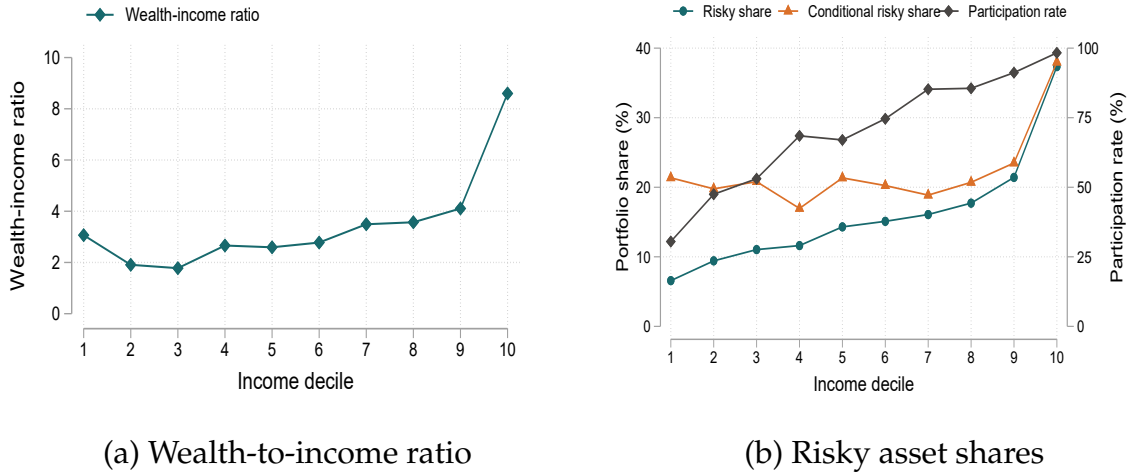 Wealth-income ratio
10
8
6
4
2
0
Wealth-income ratio
1 2 3 4 5 6 7 8 9 10
Income decile
(a) Wealth-to-income ratio
Risky share Conditional risky share Participation rate
40
30
20
10
0
Portfolio share (%)
100
75
50
25
0
Participation rate (%)
1 2 3 4 5 6 7 8 9 10
Income decile
(b) Risky asset shares